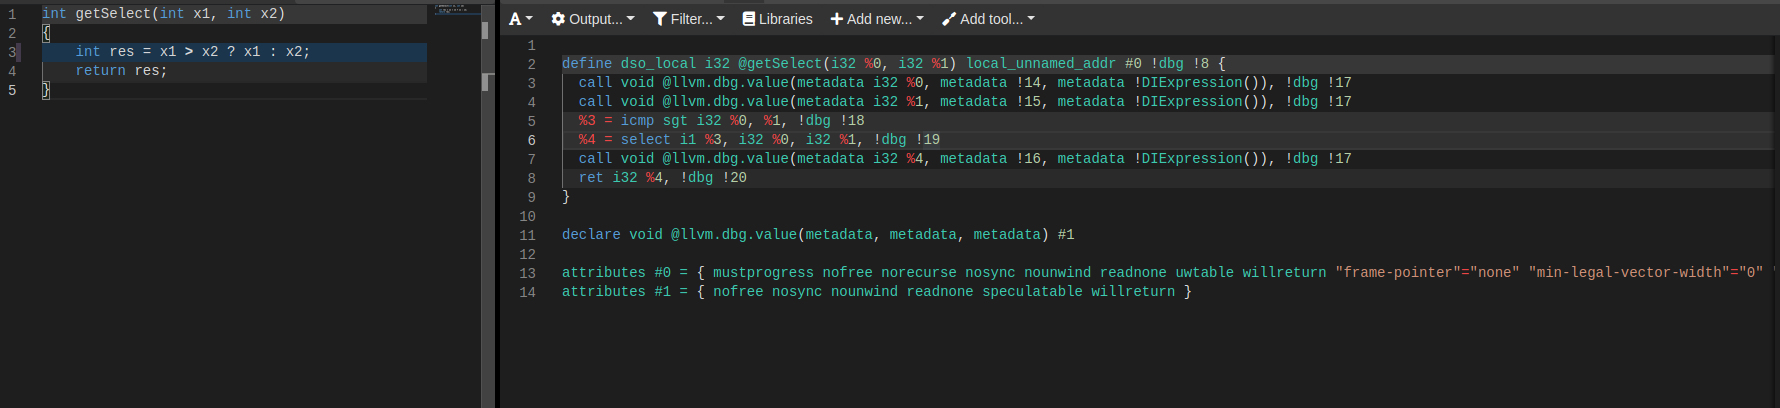 1 int getSelect(int x1, int x2)
2 {
3 int res = x1 > x2 ? x1 : x2;
4 return res;
5 }
A Output... Filter... Libraries Add new... Add tool...
1
2 define dso_local i32 @getSelect(i32 %0, i32 %1) local_unnamed_addr #0 !dbg !8 {
3 call void @llvm.dbg.value(metadata i32 %0, metadata !14, metadata !DIExpression()), !dbg !17
4 call void @llvm.dbg.value(metadata i32 %1, metadata !15, metadata !DIExpression()), !dbg !17
5 %3 = icmp sgt i32 %0, %1, !dbg !18
6 %4 = select i1 %3, i32 %0, i32 %1, !dbg !19
7 call void @llvm.dbg.value(metadata i32 %4, metadata !16, metadata !DIExpression()), !dbg !17
8 ret i32 %4, !dbg !20
9 }
10
11 declare void @llvm.dbg.value(metadata, metadata, metadata) #1
12
13 attributes #0 = { mustprogress nofree norecurse nosync nounwind readnone uwtable willreturn "frame-pointer"="none" "min-legal-vector-width"="0"
14 attributes #1 = { nofree nosync nounwind readnone speculatable willreturn }